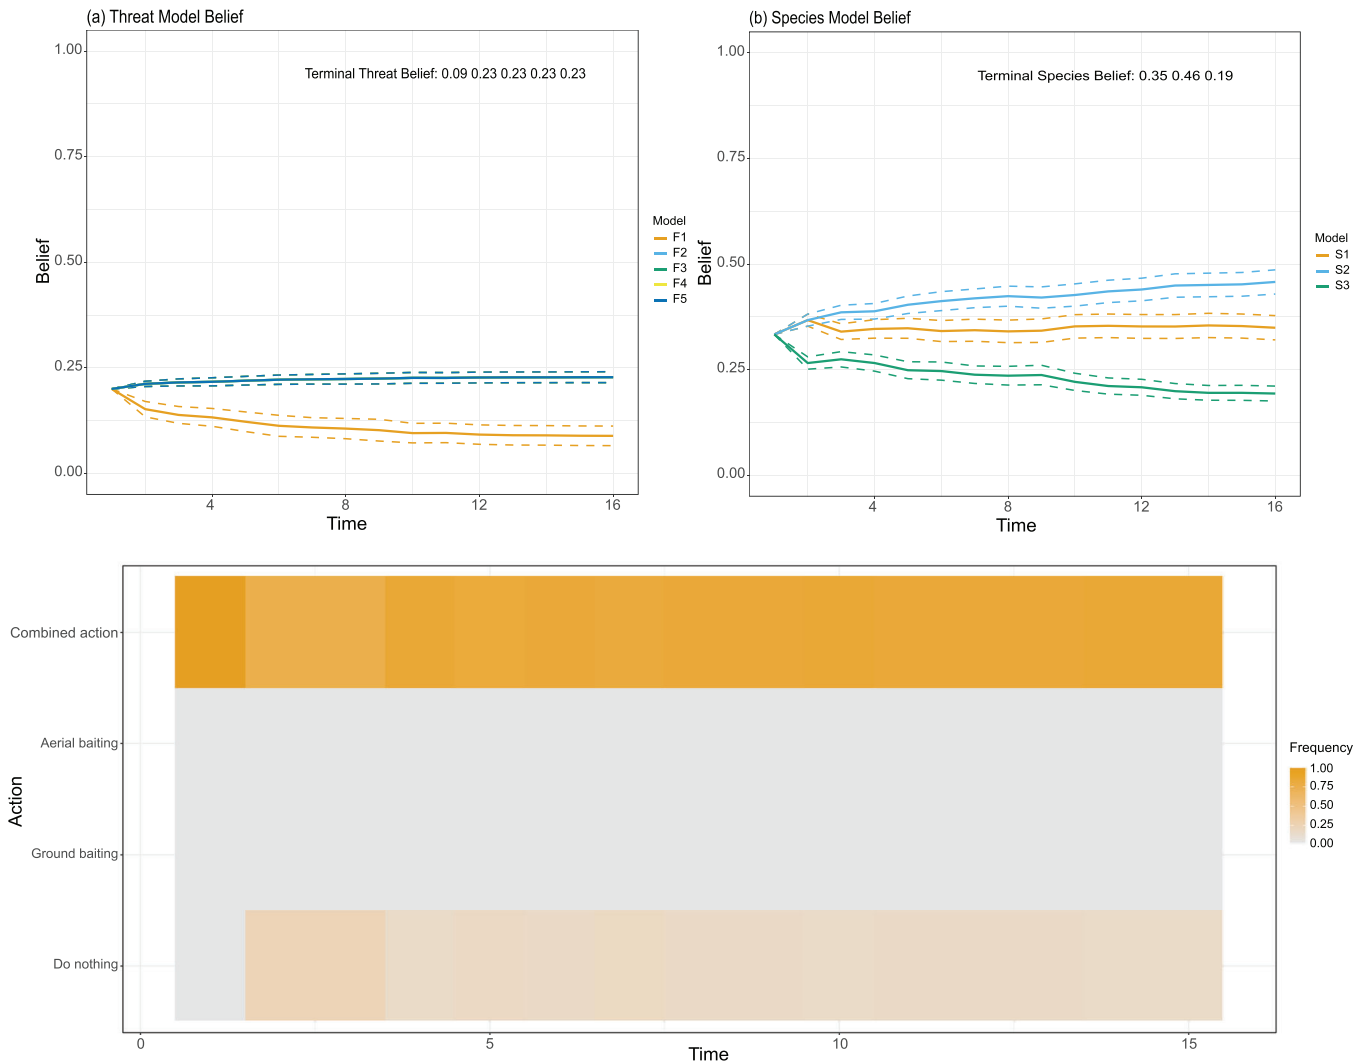 (a) Threat Model Belief
Terminal Threat Belief: 0.09 0.23 0.23 0.23 0.23
1.00
0.75
0.50
0.25
0.00
Belief
4 8 12 16
Time
Model
F1
F2
F3
F4
F5
(b) Species Model Belief
Terminal Species Belief: 0.35 0.46 0.19
1.00
0.75
0.50
0.25
0.00
Belief
4 8 12 16
Time
Model
S1
S2
S3
Combined action
Aerial baiting
Ground baiting
Do nothing
Action
0 5 10 15
Time
Frequency
1.00
0.75
0.50
0.25
0.00